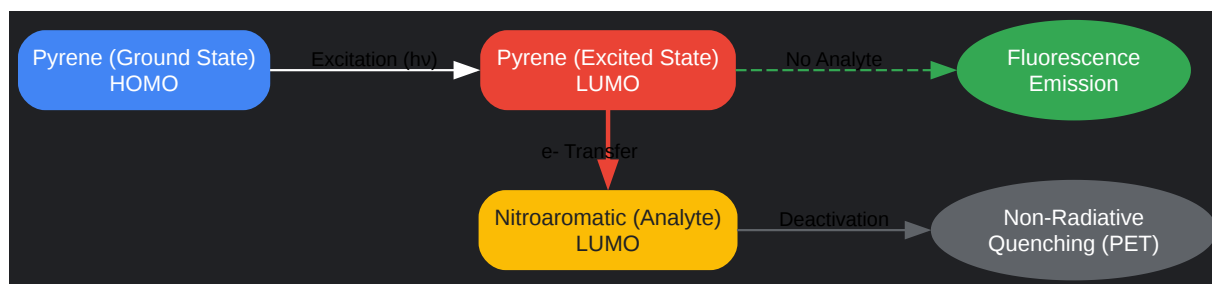 Pyrene (Ground State)
HOMO
Excitation (hν)
Pyrene (Excited State)
LUMO
No Analyte
Fluorescence
Emission
e- Transfer
Nitroaromatic (Analyte)
LUMO
Deactivation
Non-Radiative
Quenching (PET)